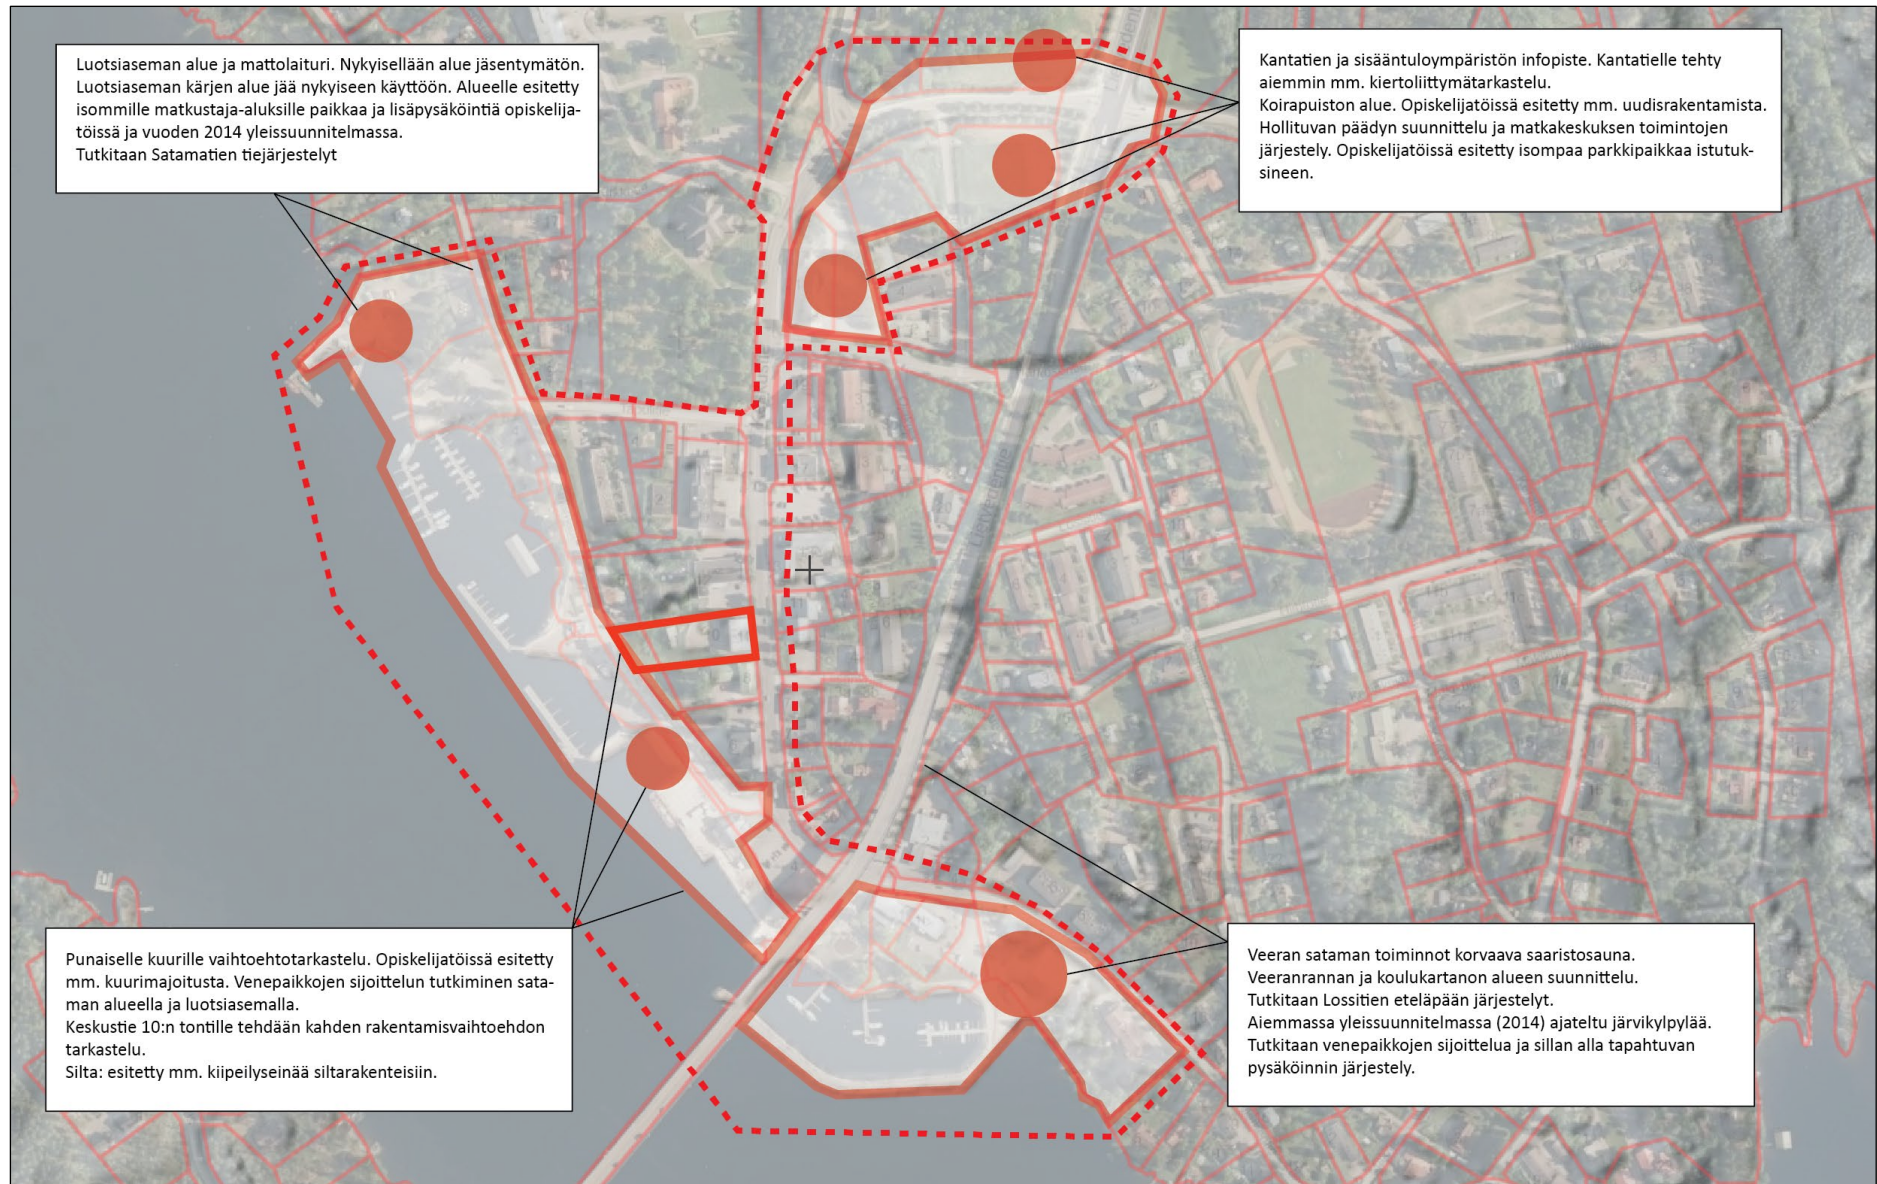 Luotsiaseman alue ja mattolaituri. Nykyisellään alue jäsentymätön.
Luotsiaseman kärjen alue jää nykyiseen käyttöön. Alueelle esitetty
isommille matkustaja-aluksille paikkaa ja lisäpysäköintiä opiskelija-
töissä ja vuoden 2014 yleissuunnitelmassa.
Tutkitaan Satamatien tiejärjestelyt
Kantatien ja sisääntuloympäristön infopiste. Kantatielle tehty
aiemmin mm. kiertoliittymätarkastelu.
Koirapuiston alue. Opiskelijatöissä esitetty mm. uudisrakentamista.
Hollituvan päädyn suunnittelu ja matkakeskuksen toimintojen
järjestely. Opiskelijatöissä esitetty isompaa parkkipaikkaa istutuk-
sineen.
Punaiselle kuurille vaihtoehtotarkastelu. Opiskelijatöissä esitetty
mm. kuurimajoitusta. Venepaikkojen sijoittelun tutkiminen sata-
man alueella ja luotsiasemalla.
Keskustie 10:n tontille tehdään kahden rakentamisvaihtoehdon
tarkastelu.
Silta: esitetty mm. kiipeilyseinää siltarakenteisiin.
Veeran sataman toiminnot korvaava saaristosauna.
Veeranrannan ja koulukartanon alueen suunnittelu.
Tutkitaan Lossitien eteläpään järjestelyt.
Aiemmassa yleissuunnitelmassa (2014) ajateltu järvikylpylää.
Tutkitaan venepaikkojen sijoittelua ja sillan alla tapahtuvan
pysäköinnin järjestely.